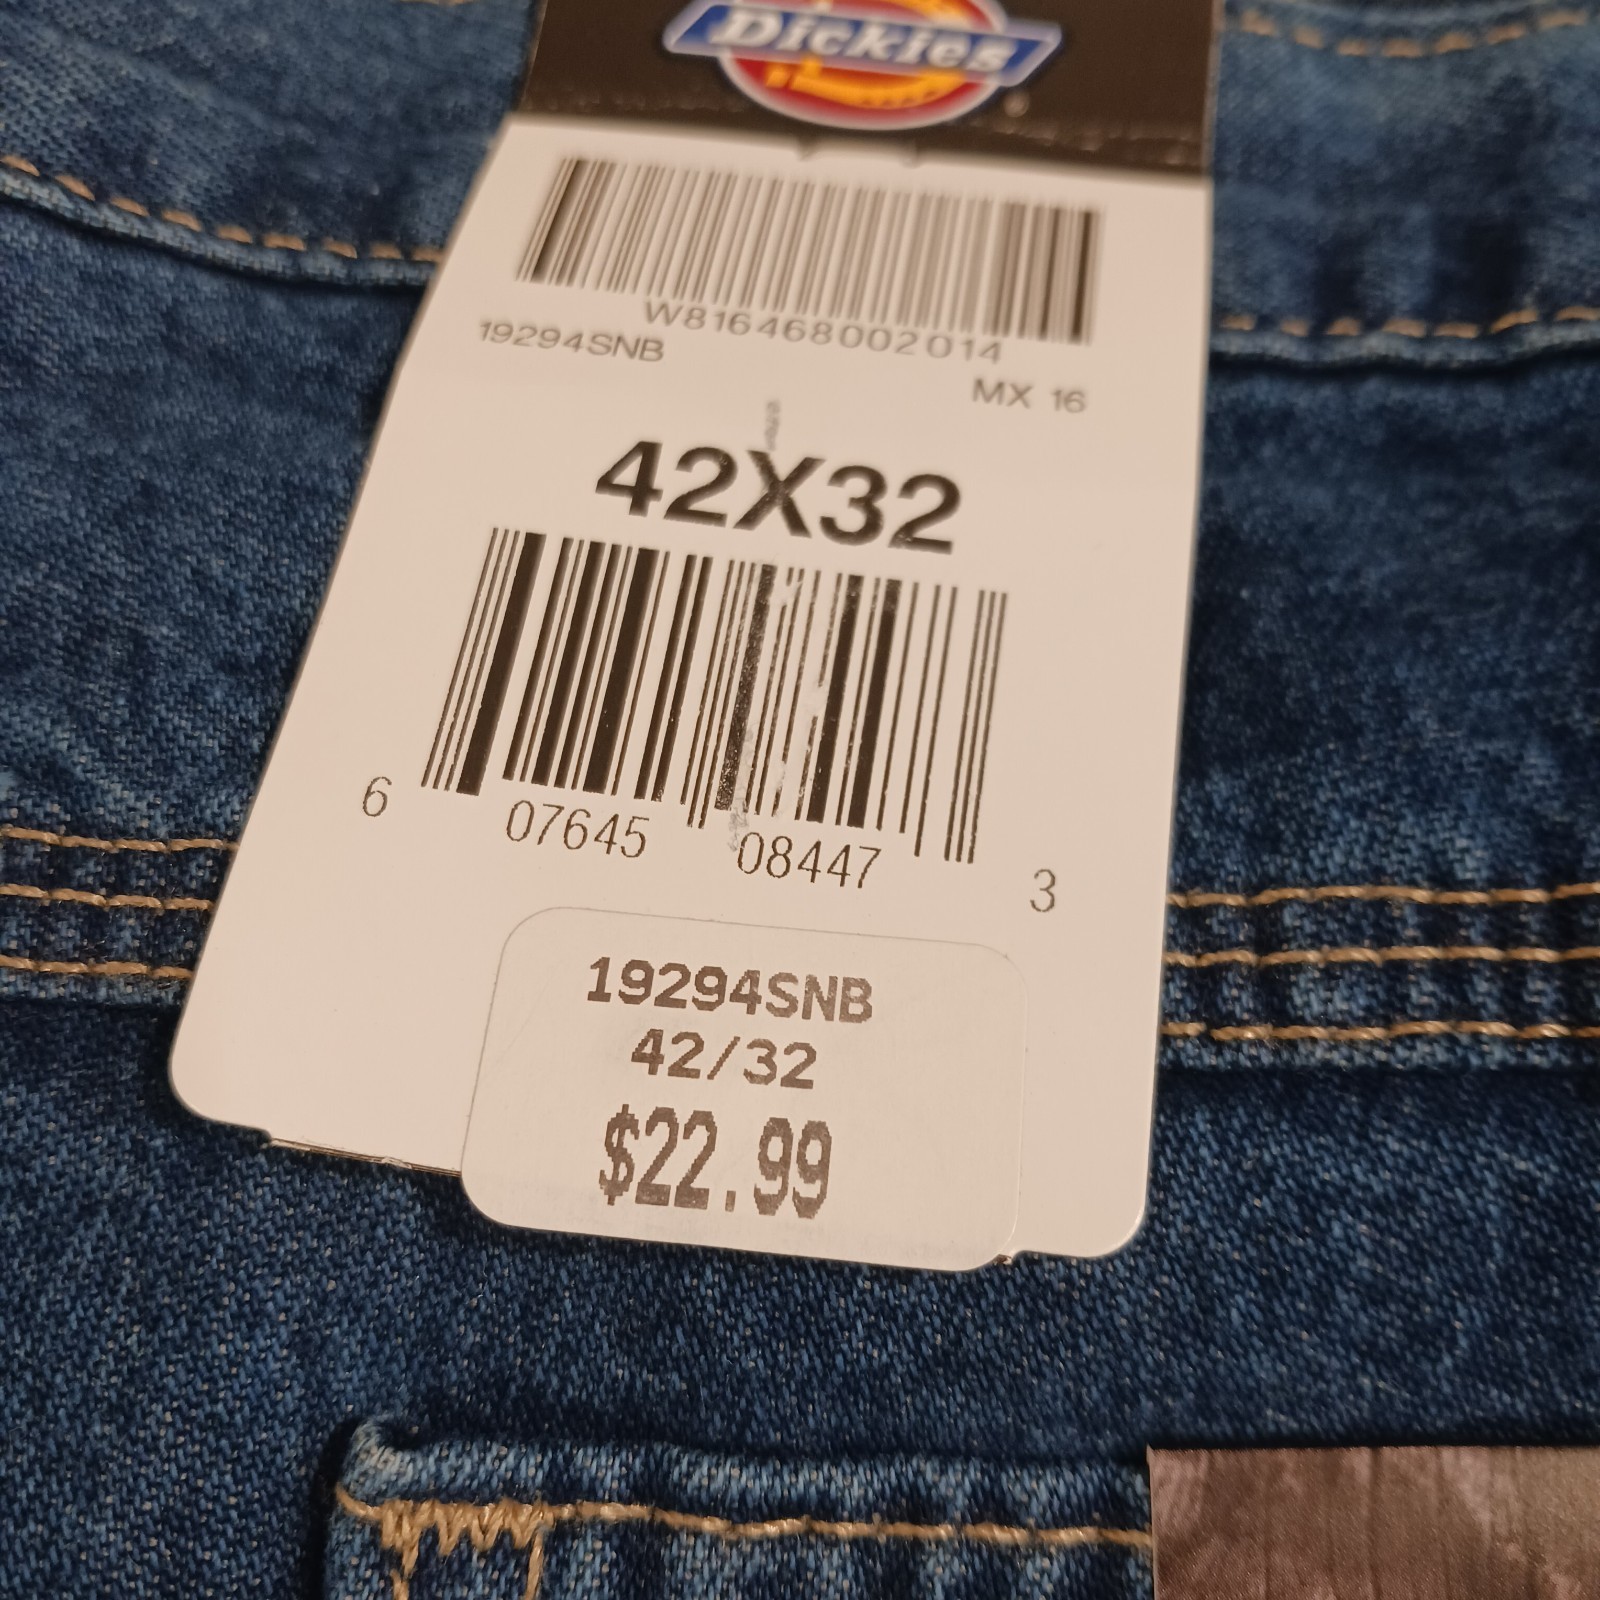 Dickies
®
W816468002014
19294SNB
MX 16
42X32
6 07645 08447 3
19294SNB
42/32
$22.99